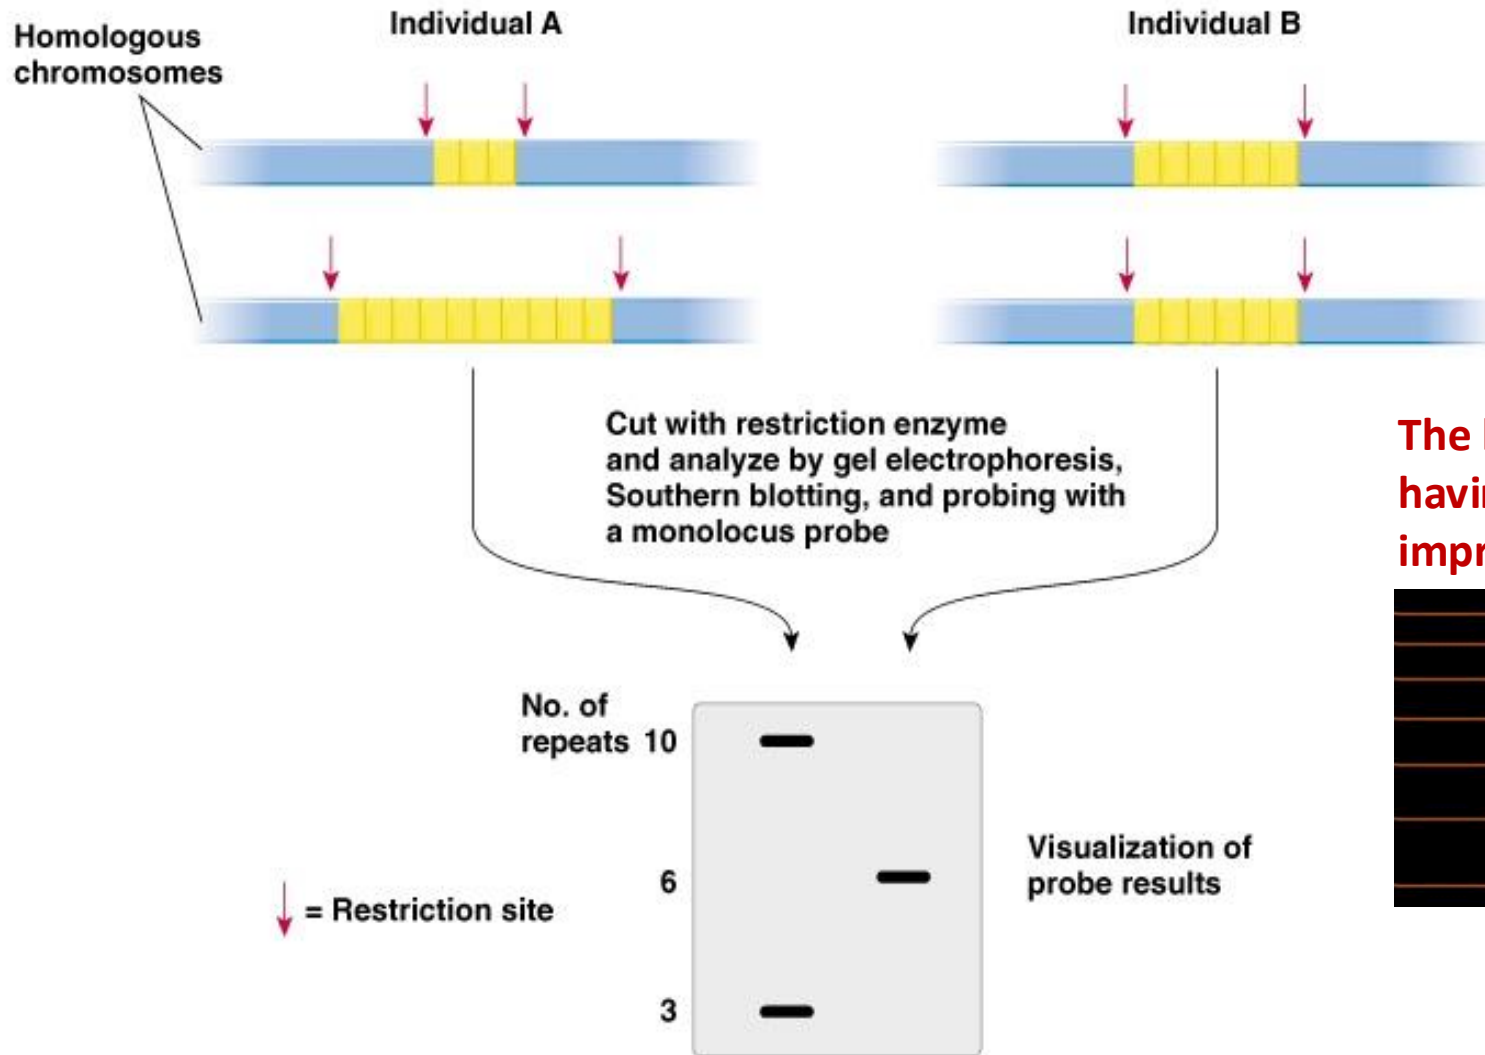 Individual A
Individual B
Homologous
chromosomes
Cut with restriction enzyme
and analyze by gel electrophoresis,
Southern blotting, and probing with
a monolocus probe
The
No. of
repeats 10
6
3
= Restriction site
Visualization of
probe results